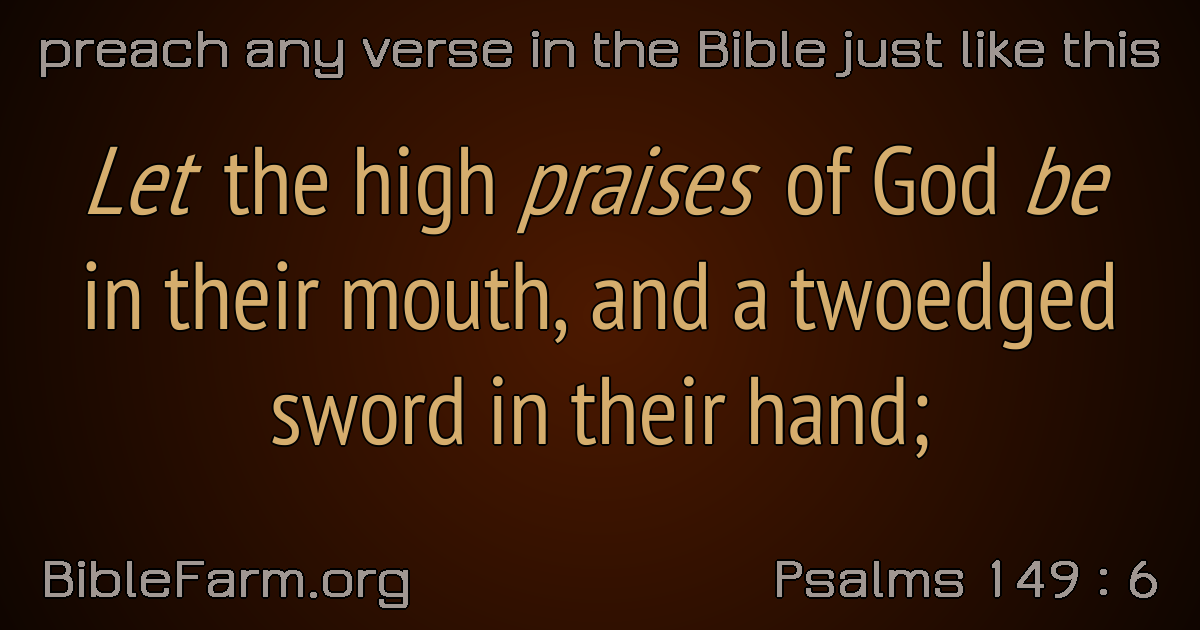 preach any verse in the Bible just like this
Let the high praises of God be
in their mouth, and a twoedged
sword in their hand;
BibleFarm.org
Psalms 149 : 6